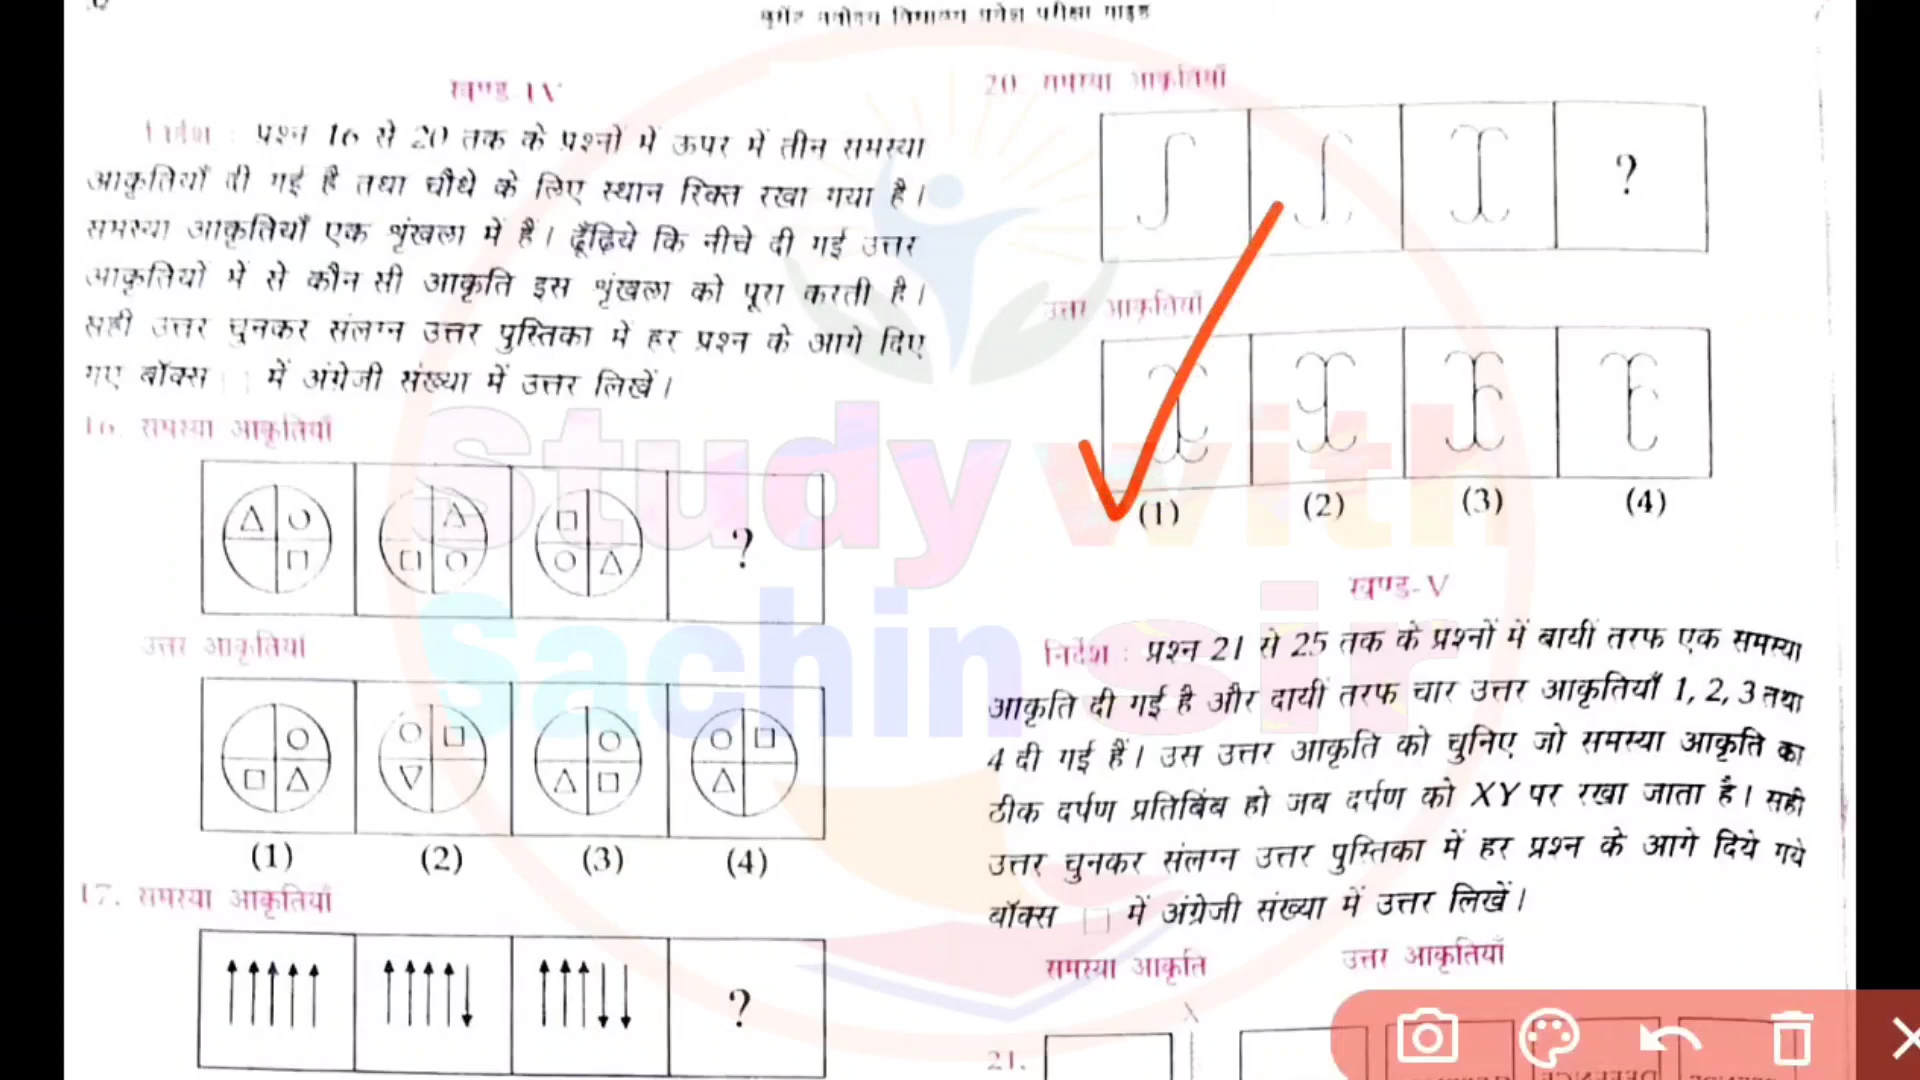 खण्ड-IV
निर्देश : प्रश्न 16 से 20 तक के प्रश्नों में ऊपर में तीन समस्या
आकृतियाँ दी गई है तथा चौथे के लिए स्थान रिक्त रखा गया है।
समस्या आकृतियाँ एक श्रृंखला में हैं। ढूँढ़िये कि नीचे दी गई उत्तर
आकृतियों में से कौन सी आकृति इस श्रृंखला को पूरा करती है।
सही उत्तर चुनकर संलग्न उत्तर पुस्तिका में हर प्रश्न के आगे दिए
गए बॉक्स □ में अंग्रेजी संख्या में उत्तर लिखें।
16. समस्या आकृतियाँ
?
उत्तर आकृतियाँ
(1) (2) (3) (4)
17. समस्या आकृतियाँ
?
20. समस्या आकृतियाँ
?
उत्तर आकृतियाँ
(1) (2) (3) (4)
खण्ड-V
निर्देश : प्रश्न 21 से 25 तक के प्रश्नों में बायीं तरफ एक समस्या
आकृति दी गई है और दायीं तरफ चार उत्तर आकृतियाँ 1, 2, 3 तथा
4 दी गई हैं। उस उत्तर आकृति को चुनिए जो समस्या आकृति का
ठीक दर्पण प्रतिबिंब हो जब दर्पण को XY पर रखा जाता है। सही
उत्तर चुनकर संलग्न उत्तर पुस्तिका में हर प्रश्न के आगे दिये गये
बॉक्स □ में अंग्रेजी संख्या में उत्तर लिखें।
समस्या आकृति उत्तर आकृतियाँ
X
21.
Study with
Sachin sir